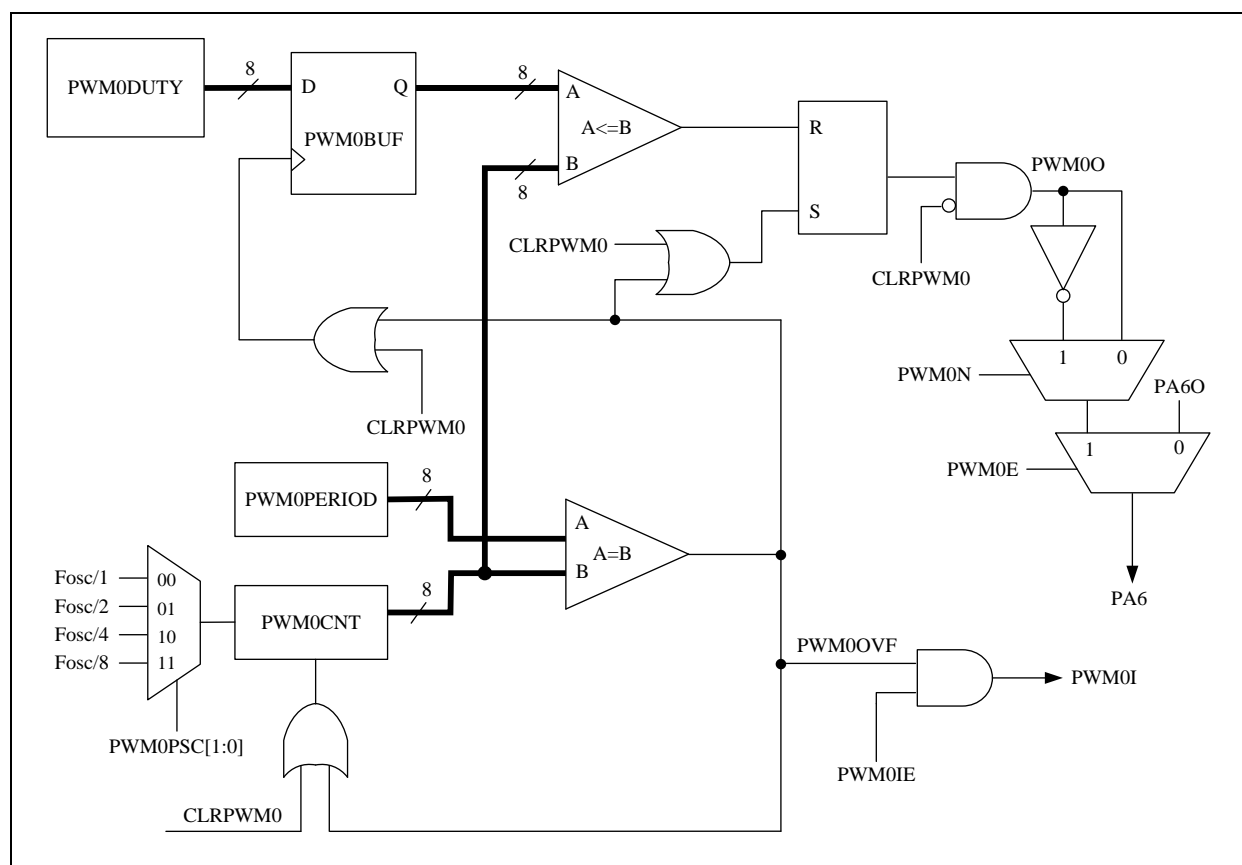 PWM0DUTY
8
D
Q
PWM0BUF
8
A
A<=B
B
8
R
S
PWM0O
CLRPWM0
CLRPWM0
CLRPWM0
1
0
PWM0N
PA6O
1
0
PWM0E
PA6
PWM0PERIOD
8
A
A=B
B
Fosc/1
00
Fosc/2
01
Fosc/4
10
Fosc/8
11
PWM0CNT
8
PWM0PSC[1:0]
CLRPWM0
PWM0OVF
PWM0I
PWM0IE